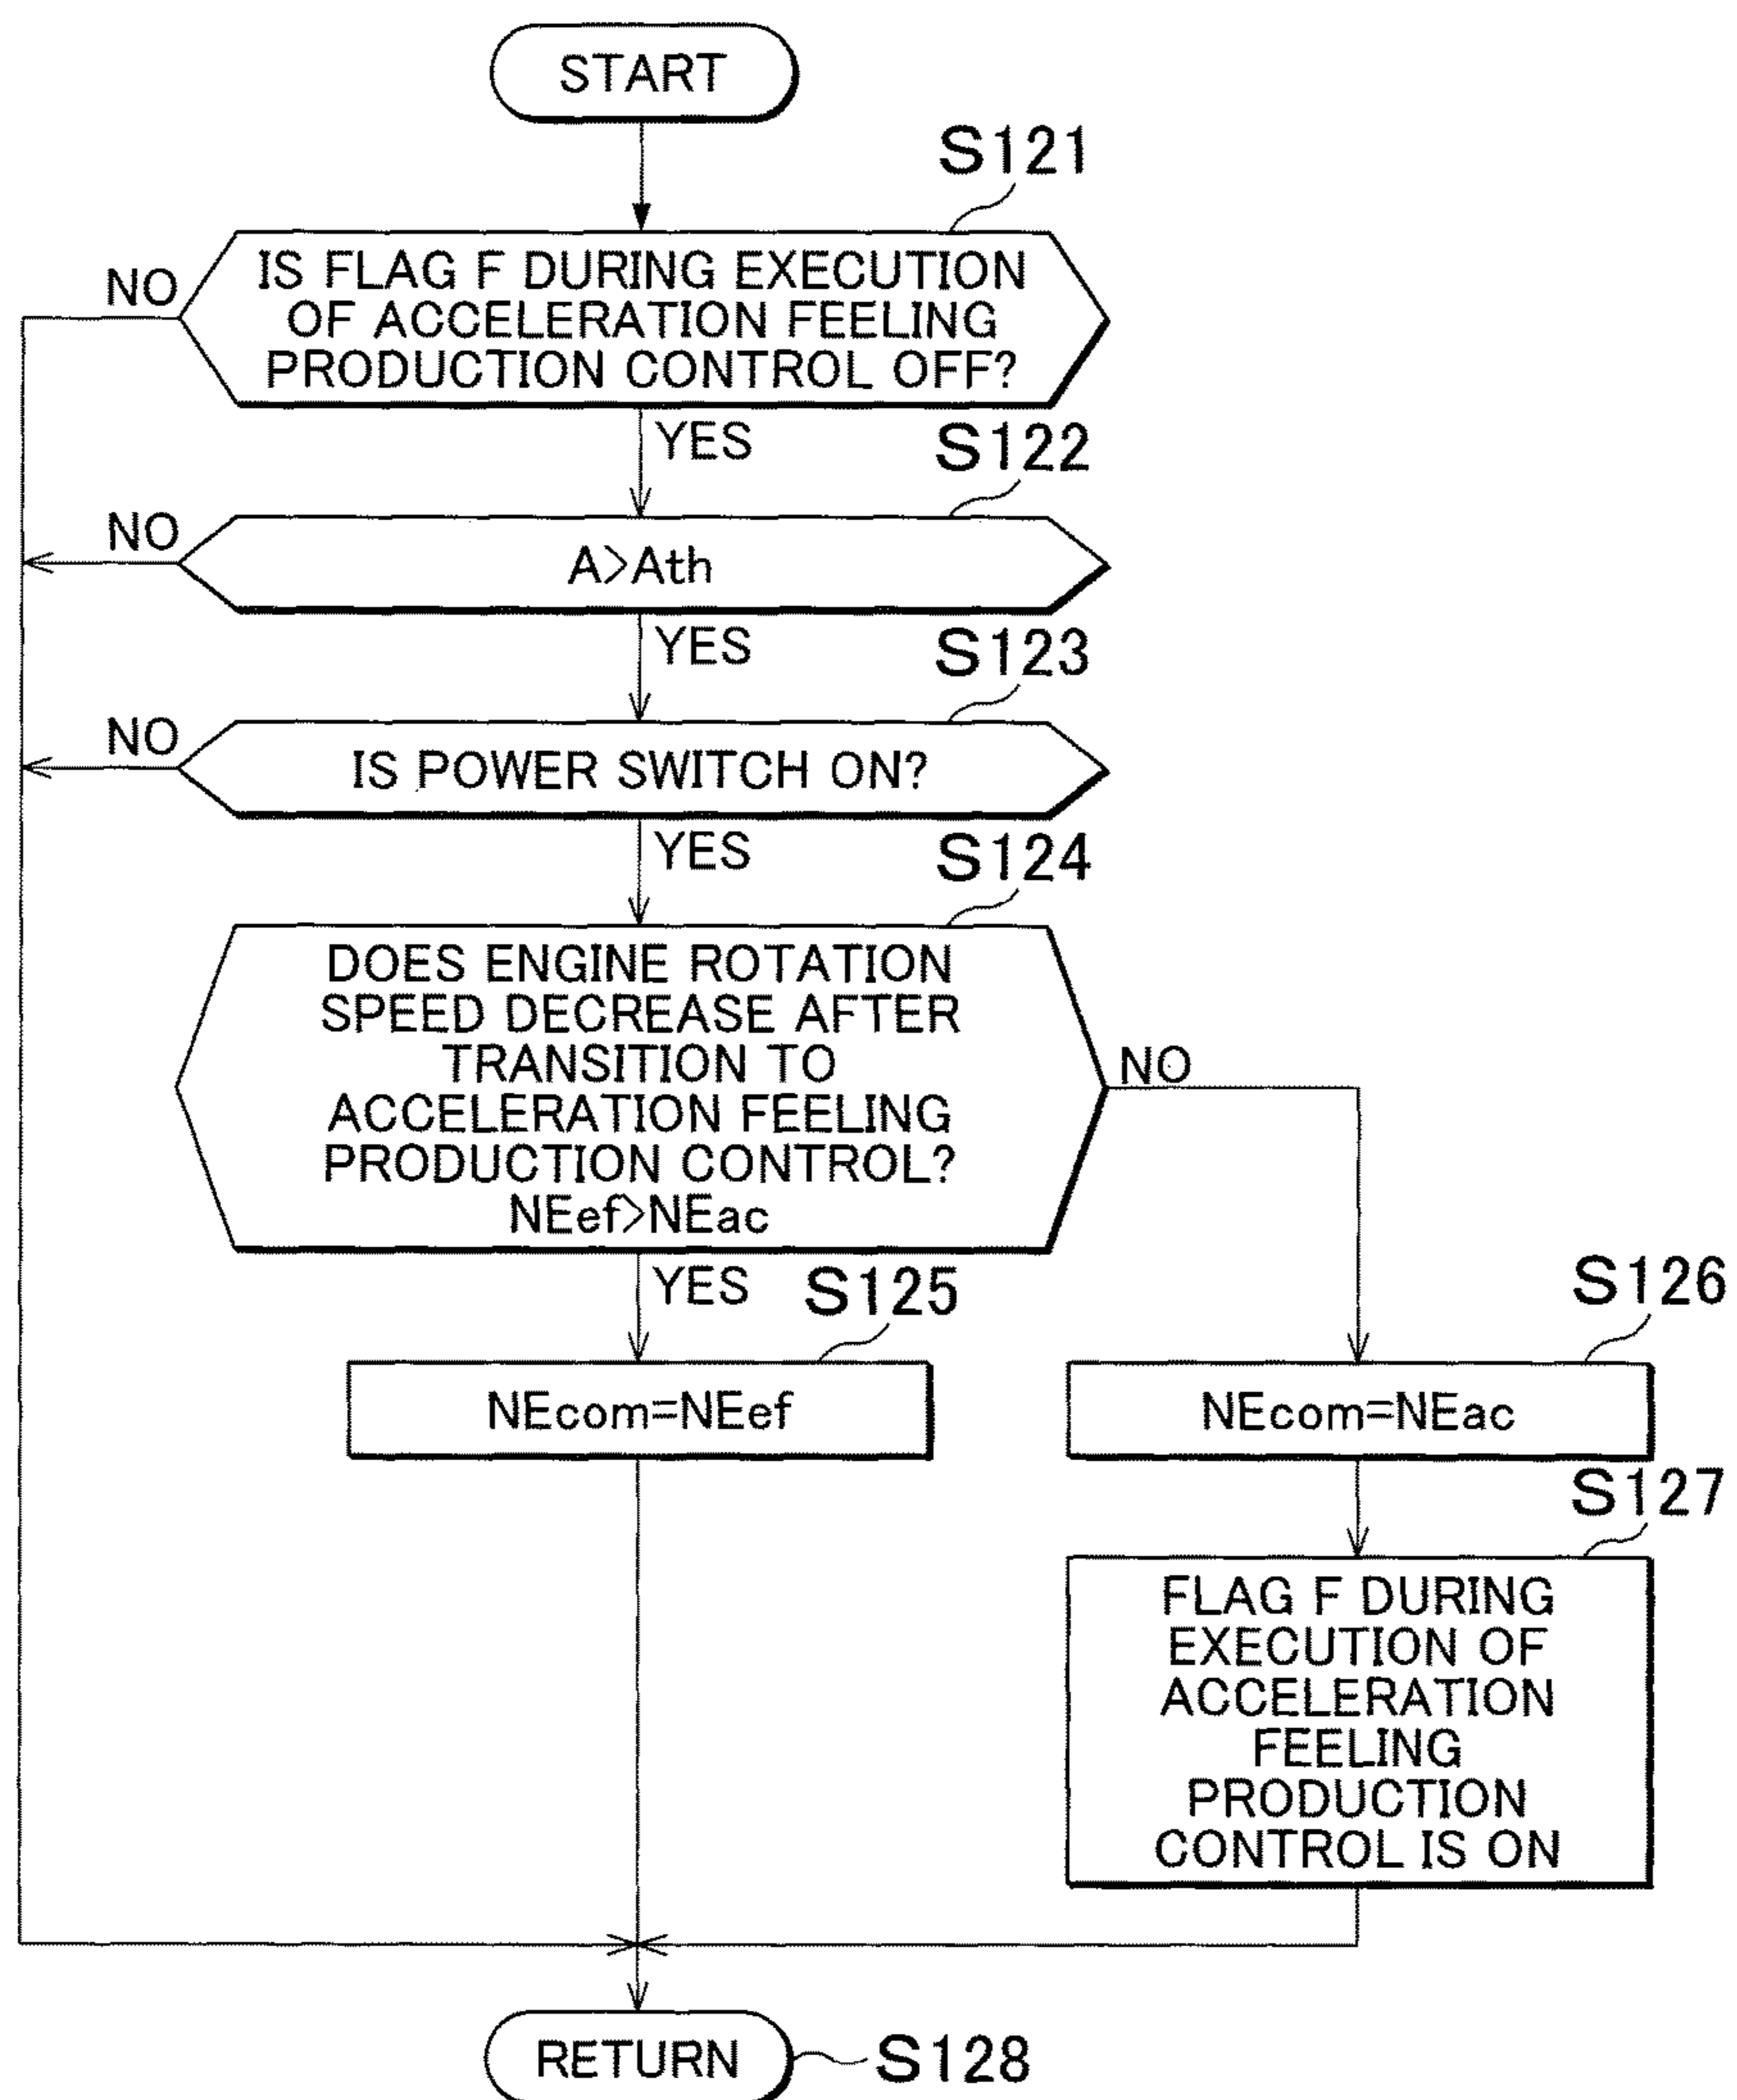 START
S121
NO
IS FLAG F DURING EXECUTION
OF ACCELERATION FEELING
PRODUCTION CONTROL OFF?
YES
S122
NO
A>Ath
YES
S123
NO
IS POWER SWITCH ON?
YES
S124
DOES ENGINE ROTATION
SPEED DECREASE AFTER
TRANSITION TO
ACCELERATION FEELING
PRODUCTION CONTROL?
NEef>NEac
NO
YES
S125
S126
NEcom=NEef
NEcom=NEac
S127
FLAG F DURING
EXECUTION OF
ACCELERATION
FEELING
PRODUCTION
CONTROL IS ON
RETURN
S128